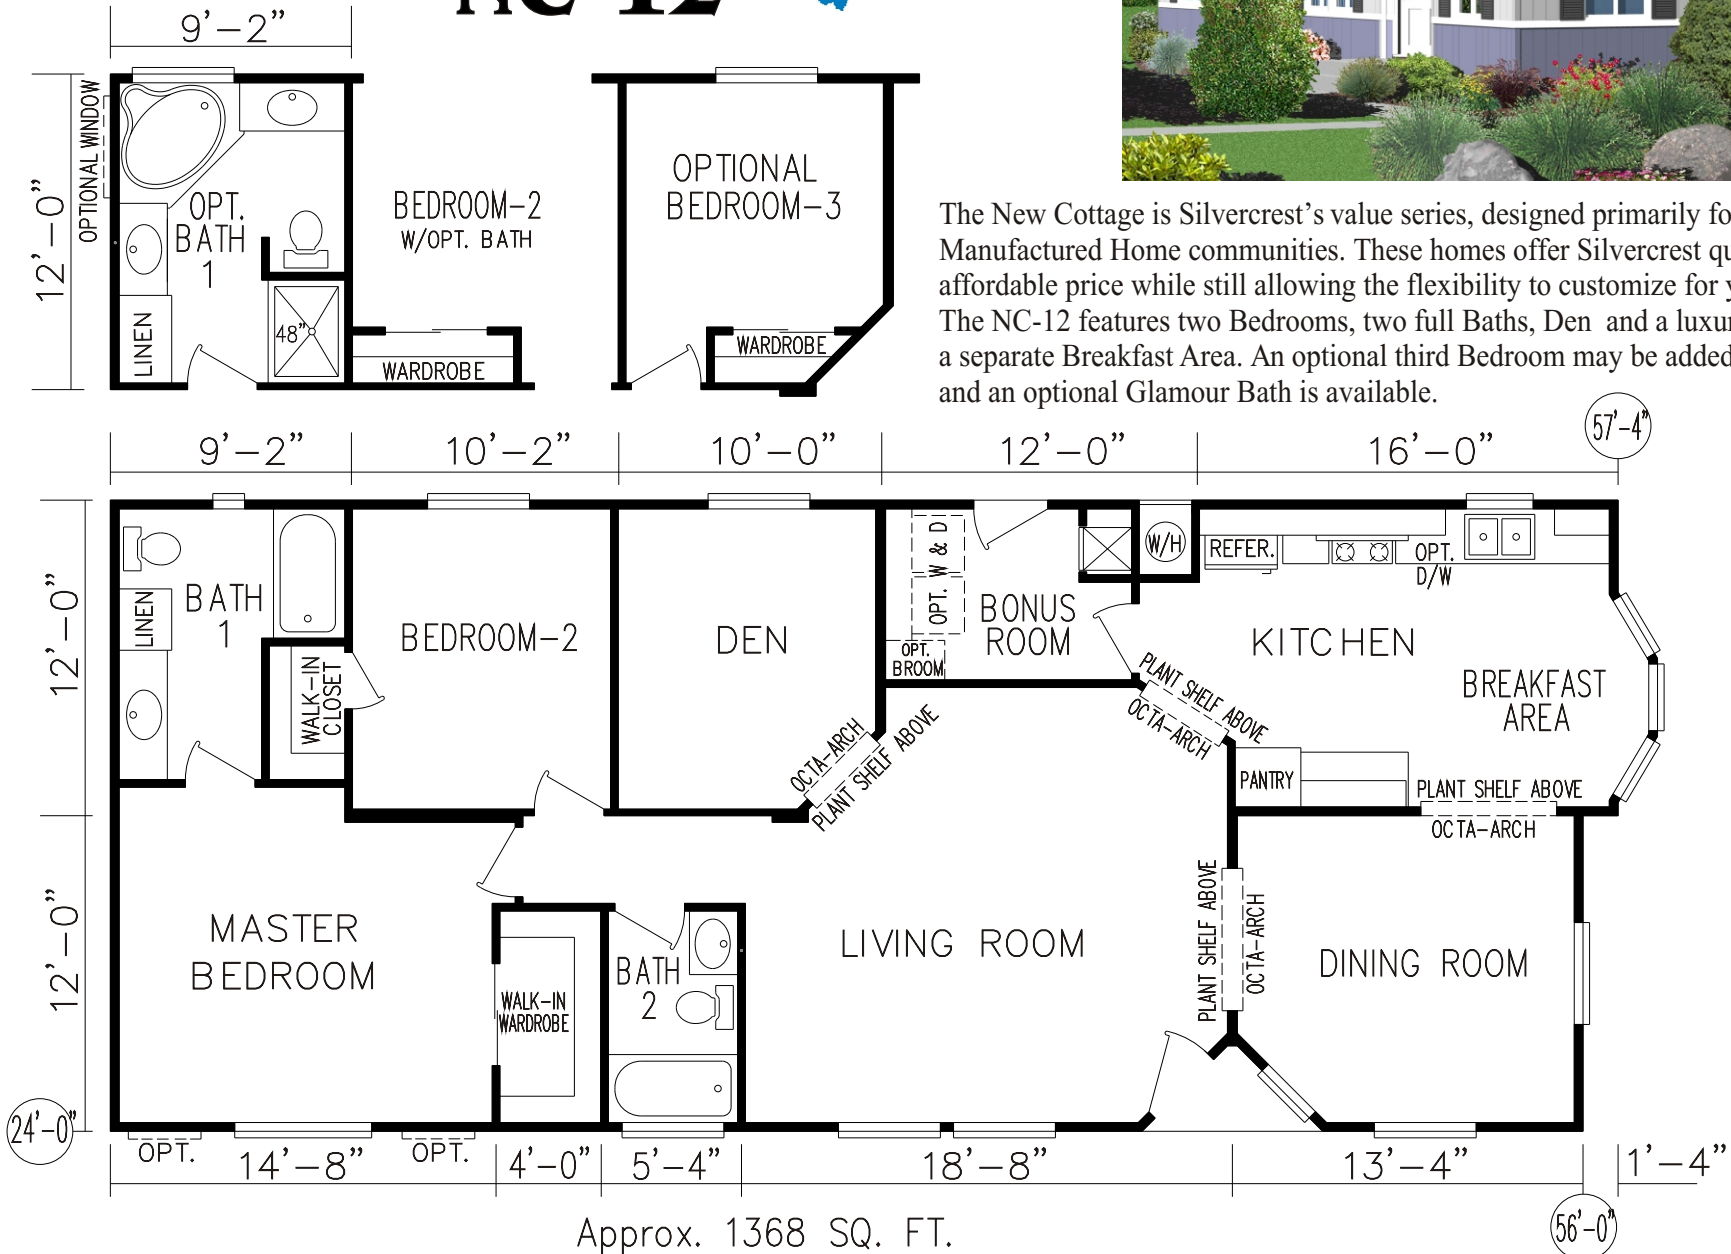 NC-12
9'-2"
12'-0"
OPTIONAL WINDOW
OPT.
BATH
1
LINEN
48"
BEDROOM-2
W/OPT. BATH
WARDROBE
OPTIONAL
BEDROOM-3
WARDROBE
The New Cottage is Silvercrest's value series, designed primarily
Manufactured Home communities. These homes offer Silvercrest
affordable price while still allowing the flexibility to customize for
The NC-12 features two Bedrooms, two full Baths, Den and a
a separate Breakfast Area. An optional third Bedroom may be added
and an optional Glamour Bath is available.
57'-4"
9'-2"
10'-2"
10'-0"
12'-0"
16'-0"
12'-0"
BATH
1
LINEN
WALK-IN
CLOSET
BEDROOM-2
DEN
OPT. W & D
OPT.
BROOM
BONUS
ROOM
W/H
REFER.
OPT.
D/W
KITCHEN
BREAKFAST
AREA
PLANT SHELF ABOVE
OCTA-ARCH
OCTA-ARCH
PLANT SHELF ABOVE
PANTRY
PLANT SHELF ABOVE
OCTA-ARCH
12'-0"
MASTER
BEDROOM
WALK-IN
WARDROBE
BATH
2
LIVING ROOM
PLANT SHELF ABOVE
OCTA-ARCH
DINING ROOM
24'-0"
OPT.
OPT.
14'-8"
4'-0"
5'-4"
18'-8"
13'-4"
1'-4"
56'-0"
Approx. 1368 SQ. FT.